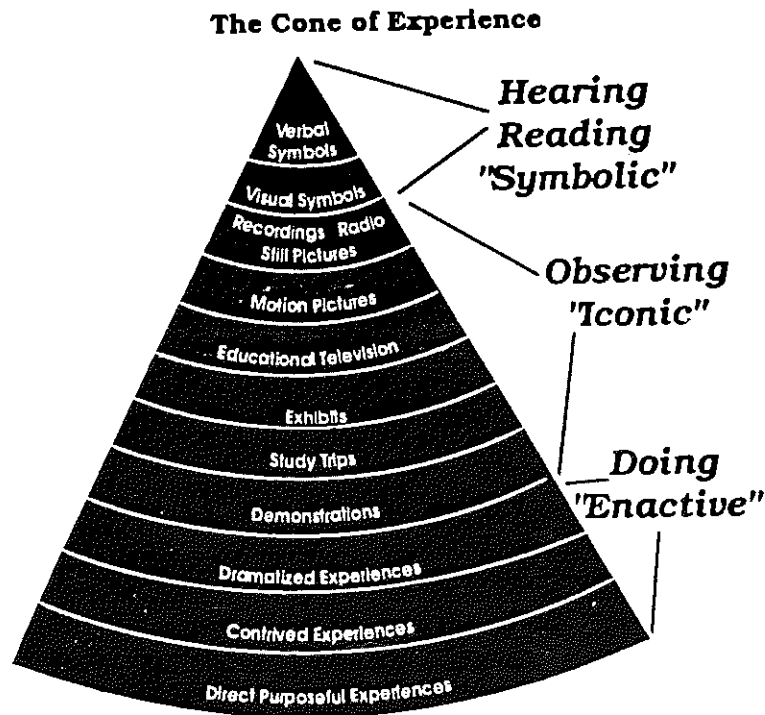 The Cone of Experience
Verbal
Symbols
Visual Symbols
Recordings Radio
Still Pictures
Motion Pictures
Educational Television
Exhibits
Study Trips
Demonstrations
Dramatized Experiences
Contrived Experiences
Direct Purposeful Experiences
Hearing
Reading
"Symbolic"
Observing
"Iconic"
Doing
"Enactive"